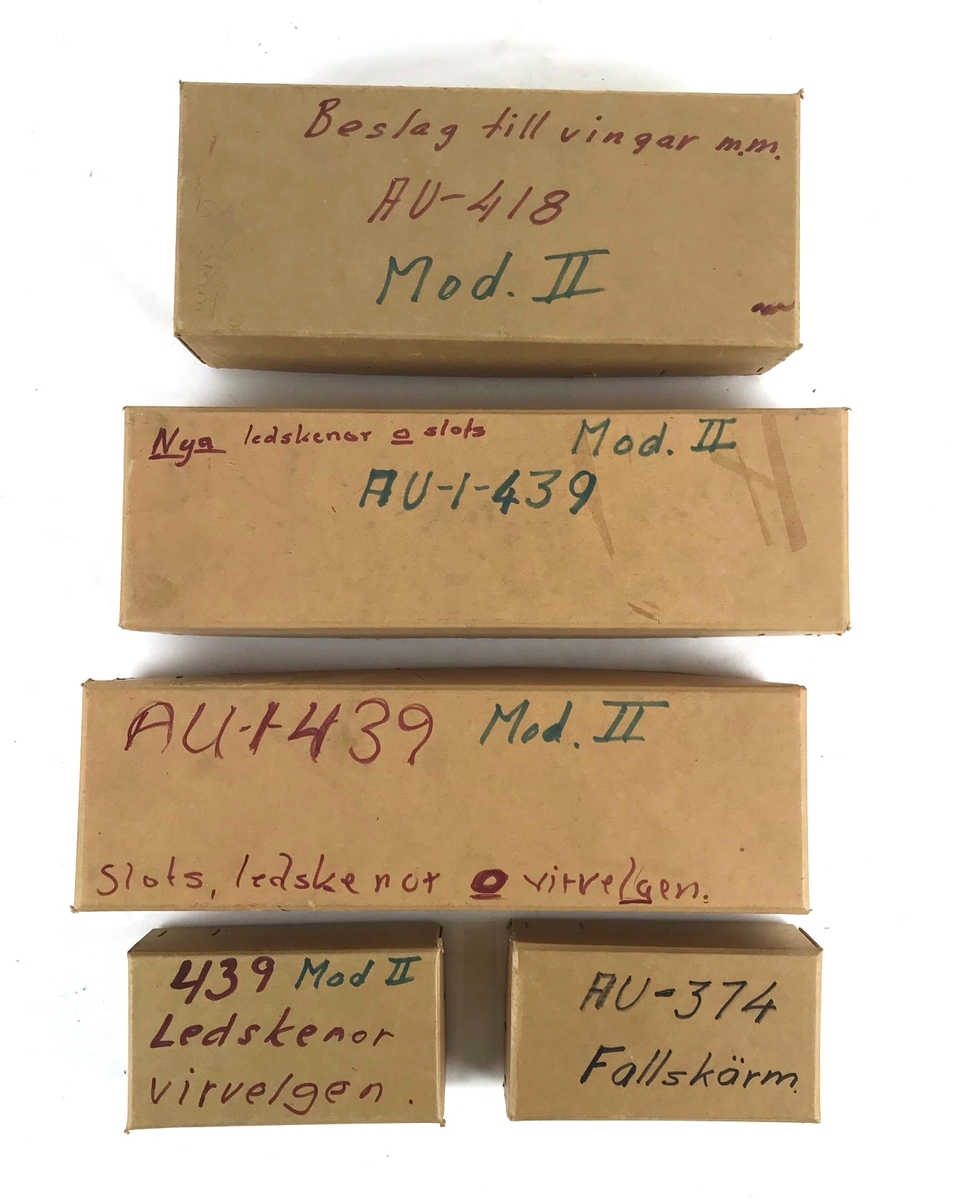 Beslag till vingar m.m.
AU-418
Mod. II
Nya ledskenor o slots Mod. II
AU-1-439
AU-1-439 Mod. II
Slots, ledskenor o virvelgen.
439 Mod II
Ledskenor
virvelgen.
AU-374
Fallskärm.